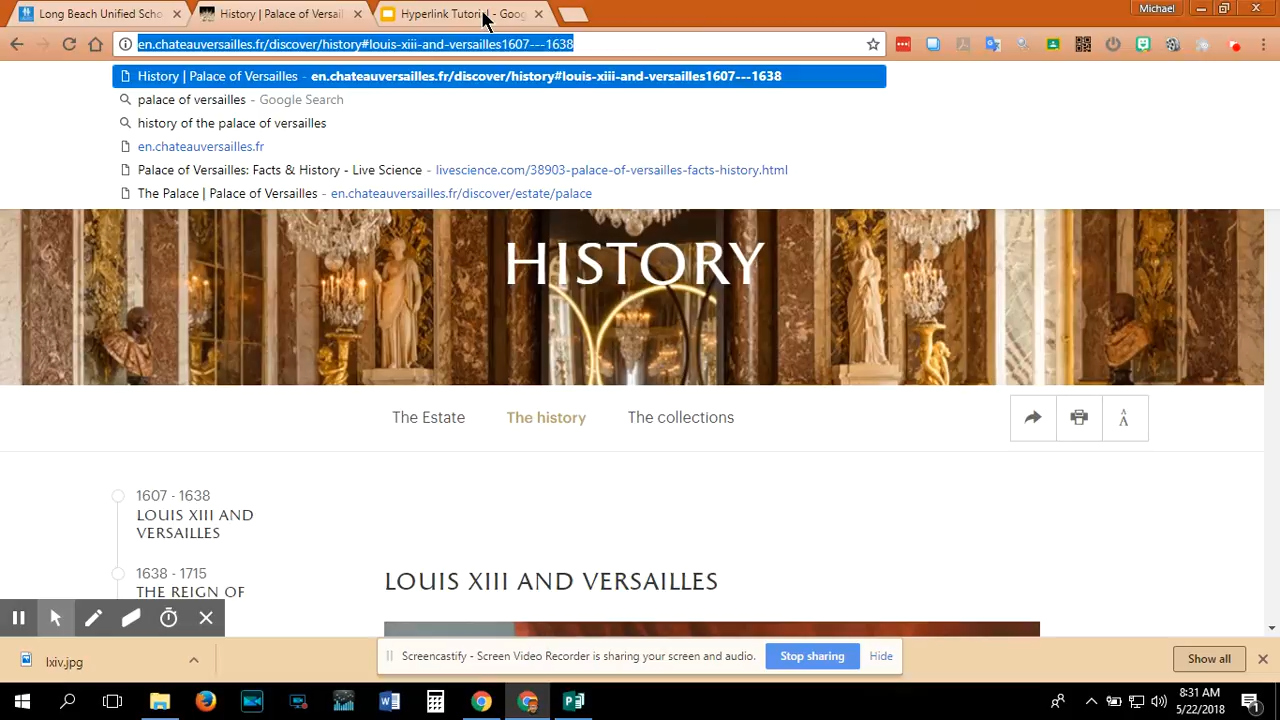 Long Beach Unified Scho
History | Palace of Versail
Hyperlink Tutorial - Goog
Michael
en.chateauversailles.fr/discover/history#louis-xiii-and-versailles1607---1638
History | Palace of Versailles - en.chateauversailles.fr/discover/history#louis-xiii-and-versailles1607---1638
palace of versailles - Google Search
history of the palace of versailles
en.chateauversailles.fr
Palace of Versailles: Facts & History - Live Science - livescience.com/38903-palace-of-versailles-facts-history.html
The Palace | Palace of Versailles - en.chateauversailles.fr/discover/estate/palace
HISTORY
The Estate The history The collections
1607 - 1638
LOUIS XIII AND
VERSAILLES
1638 - 1715
THE REIGN OF
LOUIS XIII AND VERSAILLES
lxiv.jpg
Screencastify - Screen Video Recorder is sharing your screen and audio. Stop sharing Hide
Show all
8:31 AM
5/22/2018